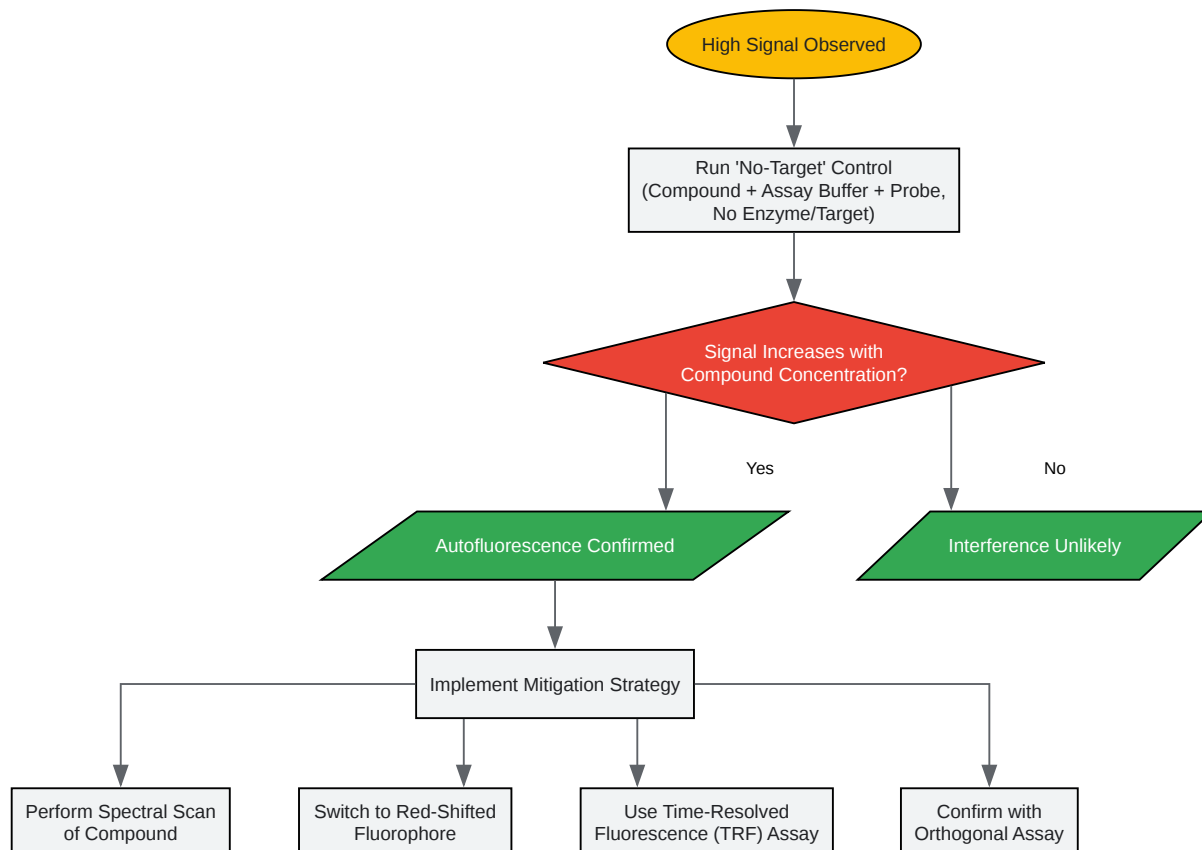 High Signal Observed
Run 'No-Target' Control
(Compound + Assay Buffer + Probe,
No Enzyme/Target)
Signal Increases with
Compound Concentration?
Yes
No
Autofluorescence Confirmed
Interference Unlikely
Implement Mitigation Strategy
Perform Spectral Scan
of Compound
Switch to Red-Shifted
Fluorophore
Use Time-Resolved
Fluorescence (TRF) Assay
Confirm with
Orthogonal Assay